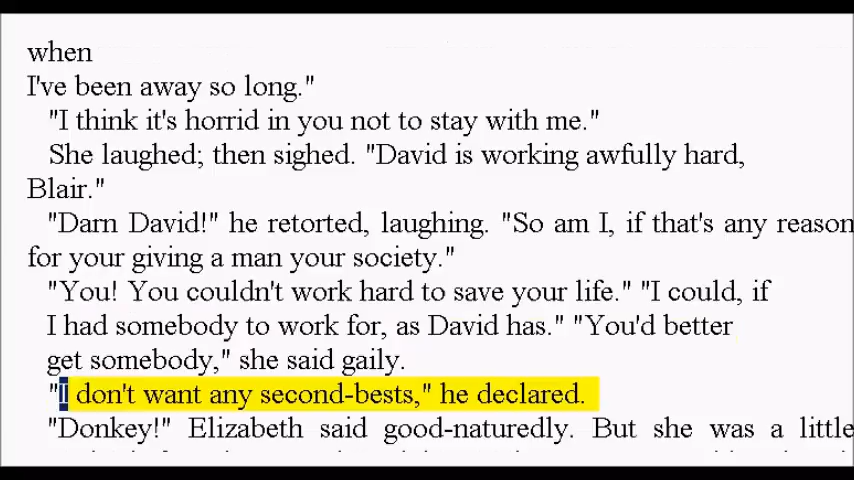 when
I've been away so long."
"I think it's horrid in you not to stay with me."
She laughed; then sighed. "David is working awfully hard,
Blair."
"Darn David!" he retorted, laughing. "So am I, if that's any reason
for your giving a man your society."
"You! You couldn't work hard to save your life." "I could, if
I had somebody to work for, as David has." "You'd better
get somebody," she said gaily.
"I don't want any second-bests," he declared.
"Donkey!" Elizabeth said good-naturedly. But she was a little